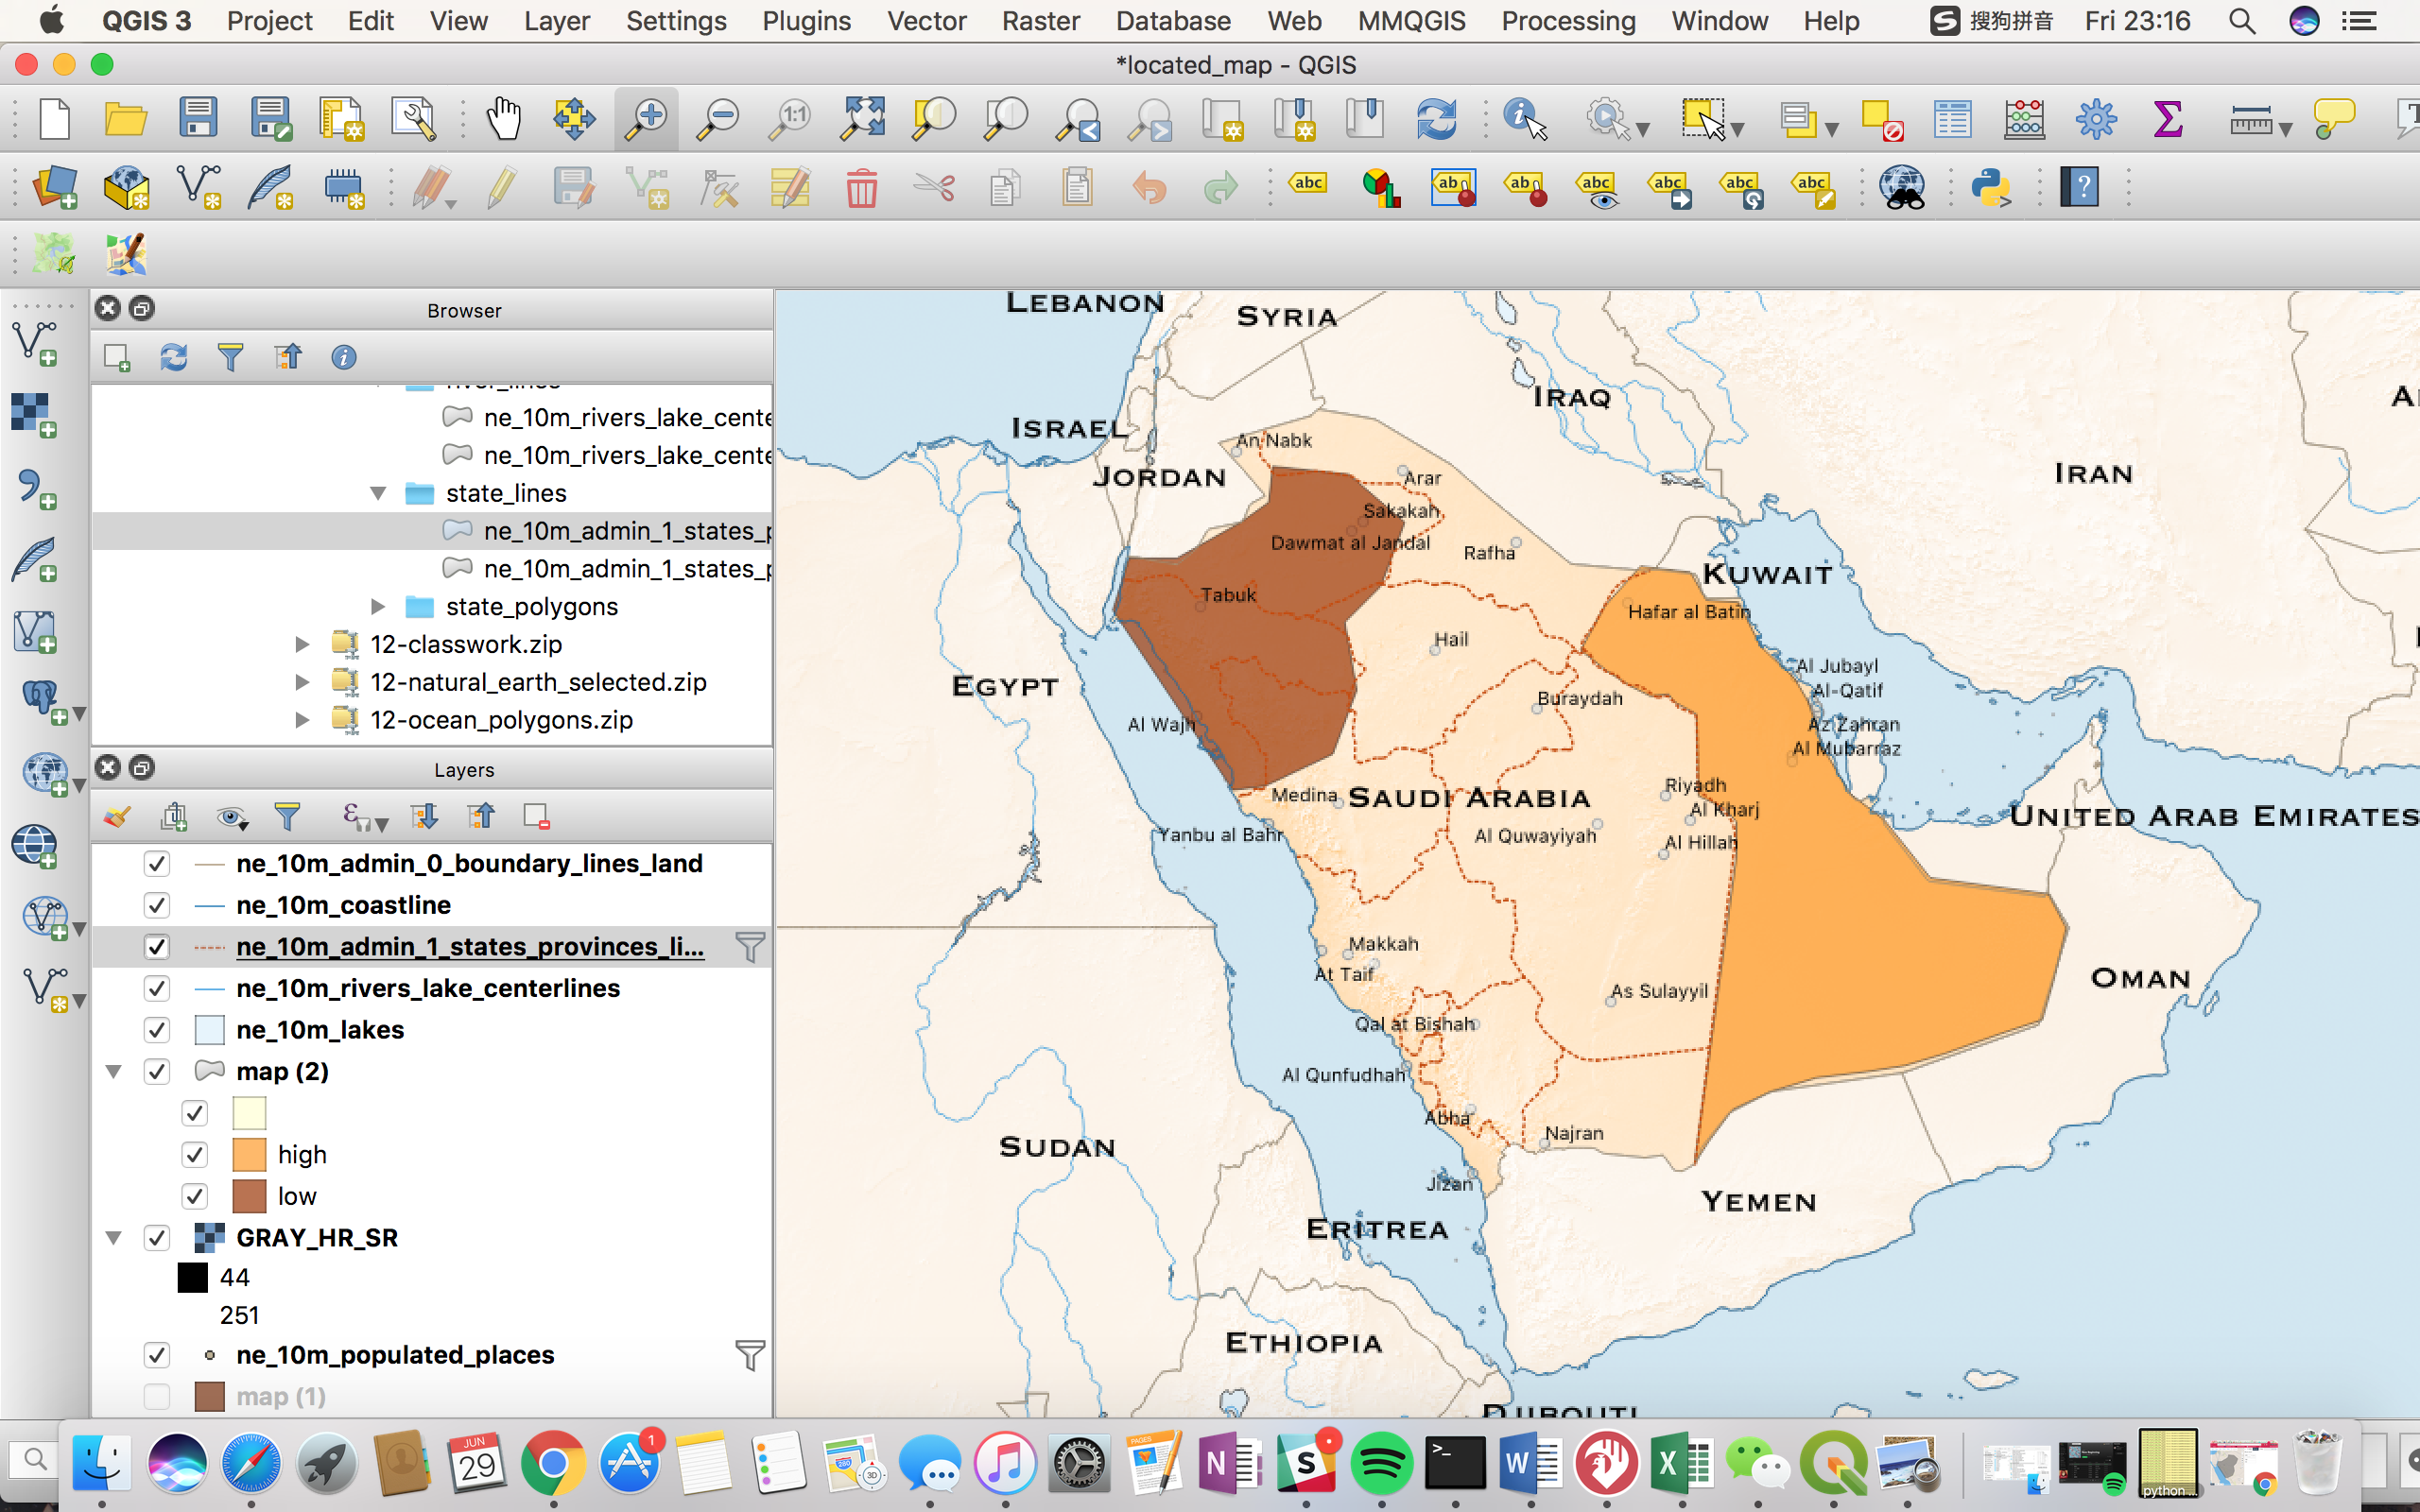 QGIS 3 Project Edit View Layer Settings Plugins Vector Raster Database Web MMQGIS Processing Window Help 搜狗拼音 Fri 23:16
*located_map - QGIS
1:1
abc
ab
ab
abc
abc
abc
abc
Browser
ne_10m_rivers_lake_cente
ne_10m_rivers_lake_cente
state_lines
ne_10m_admin_1_states_p
ne_10m_admin_1_states_p
state_polygons
12-classwork.zip
12-natural_earth_selected.zip
12-ocean_polygons.zip
Layers
ne_10m_admin_0_boundary_lines_land
ne_10m_coastline
ne_10m_admin_1_states_provinces_li...
ne_10m_rivers_lake_centerlines
ne_10m_lakes
map (2)
high
low
GRAY_HR_SR
44
251
ne_10m_populated_places
map (1)
LEBANON
SYRIA
IRAQ
ISRAEL
JORDAN
IRAN
An Nabk
Arar
Sakakah
Dawmat al Jandal
Rafha
KUWAIT
Tabuk
Hafar al Batin
Hail
Al Jubayl
Al-Qatif
EGYPT
Buraydah
Al Wajh
Az Zahran
Al Mubarraz
Riyadh
Medina
SAUDI ARABIA
Al Kharj
UNITED ARAB EMIRATES
Yanbu al Bahr
Al Quwayiyah
Al Hillah
Makkah
At Taif
OMAN
As Sulayyil
Qal at Bishah
Al Qunfudhah
Abha
Najran
SUDAN
Jizan
YEMEN
ERITREA
ETHIOPIA
DJIBOUTI
JUN
29
1
280
3D
PAGES
N
S
>_
W
X
python ...